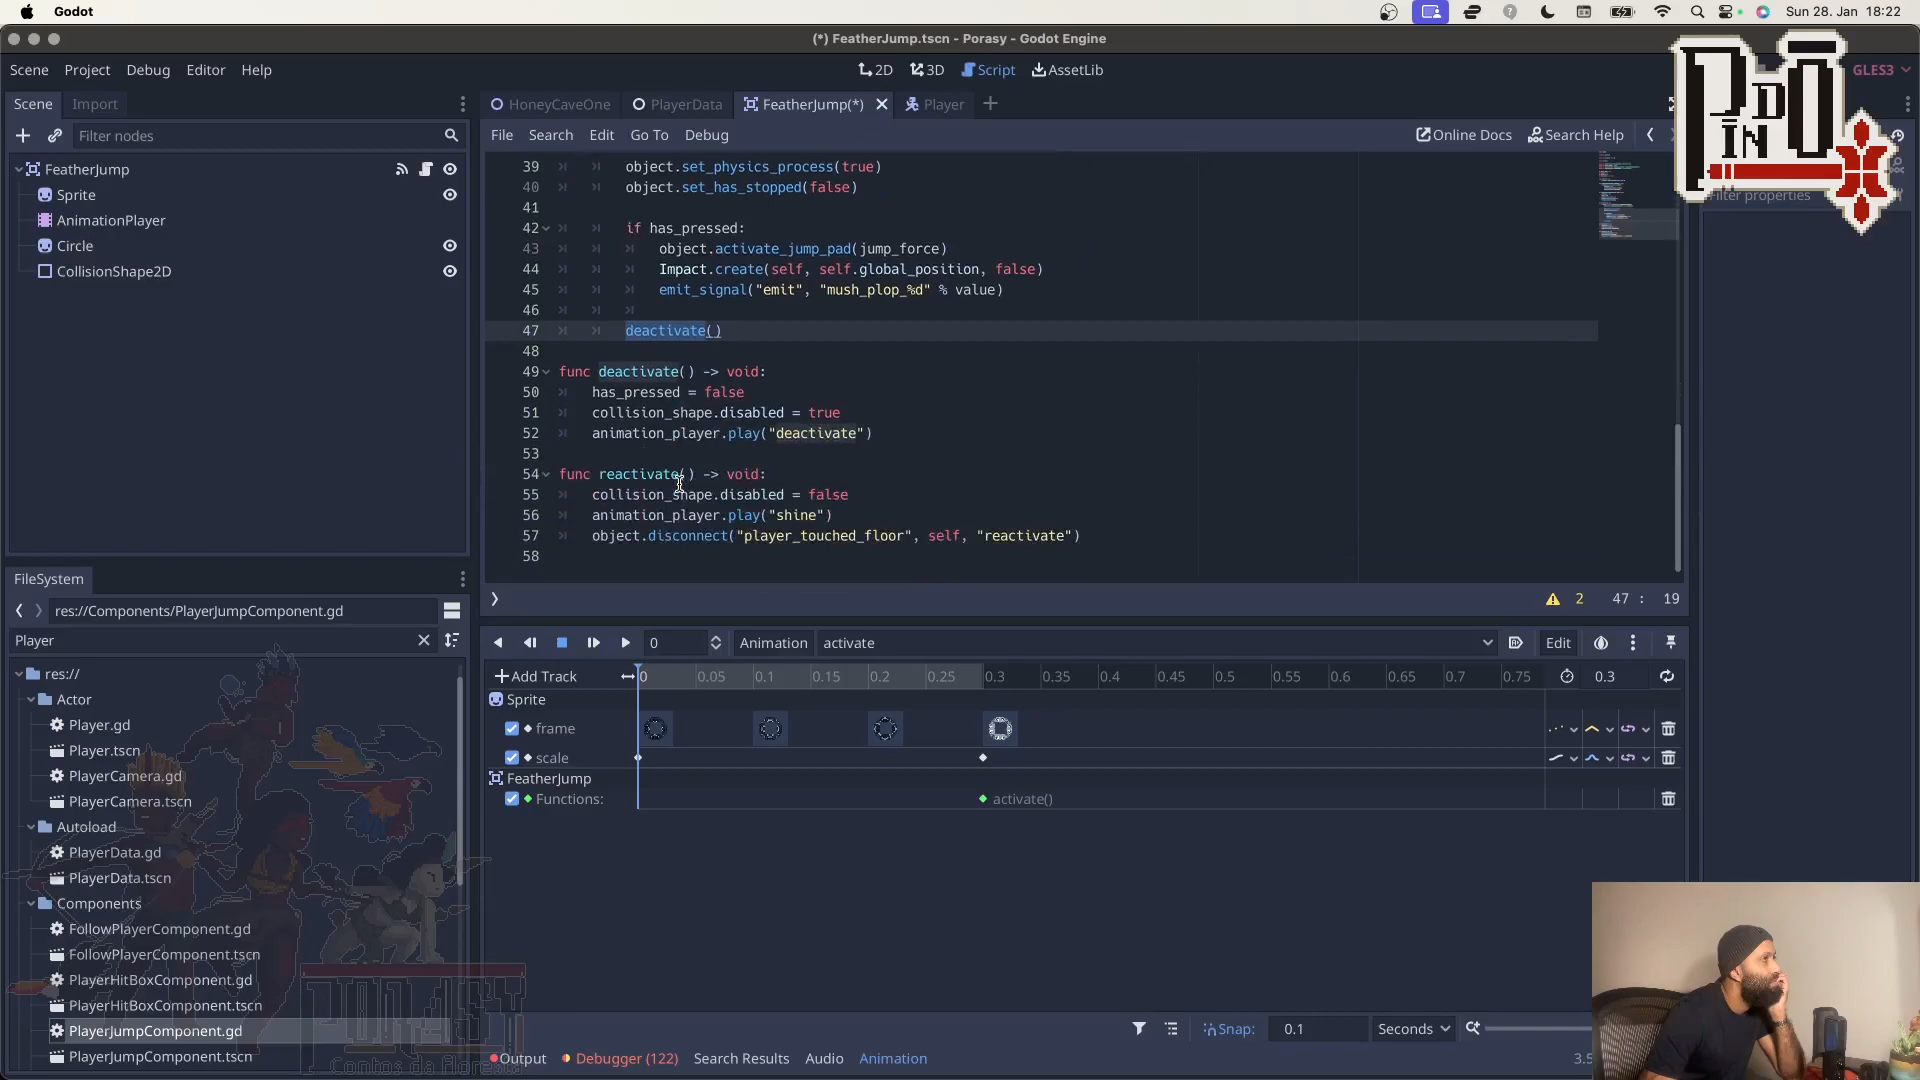 Godot
Sun 28. Jan 18:22
(*) FeatherJump.tscn - Porasy - Godot Engine
Scene Project Debug Editor Help
2D 3D Script AssetLib
GLES3
PIndO
Scene Import
HoneyCaveOne PlayerData FeatherJump(*) Player
Filter nodes
File Search Edit Go To Debug
Online Docs Search Help
Filter properties
FeatherJump
Sprite
AnimationPlayer
Circle
CollisionShape2D
39 object.set_physics_process(true)
40 object.set_has_stopped(false)
41
42 if has_pressed:
43 object.activate_jump_pad(jump_force)
44 Impact.create(self, self.global_position, false)
45 emit_signal("emit", "mush_plop_%d" % value)
46
47 deactivate()
48
49 func deactivate() -> void:
50 has_pressed = false
51 collision_shape.disabled = true
52 animation_player.play("deactivate")
53
54 func reactivate() -> void:
55 collision_shape.disabled = false
56 animation_player.play("shine")
57 object.disconnect("player_touched_floor", self, "reactivate")
58
2 47 : 19
FileSystem
res://Components/PlayerJumpComponent.gd
Player
res://
Actor
Player.gd
Player.tscn
PlayerCamera.gd
PlayerCamera.tscn
Autoload
PlayerData.gd
PlayerData.tscn
Components
FollowPlayerComponent.gd
FollowPlayerComponent.tscn
PlayerHitBoxComponent.gd
PlayerHitBoxComponent.tscn
PlayerJumpComponent.gd
PlayerJumpComponent.tscn
PORASY
Contos da floresta
0 Animation activate Edit
Add Track 0 0.05 0.1 0.15 0.2 0.25 0.3 0.35 0.4 0.45 0.5 0.55 0.6 0.65 0.7 0.75 0.3
Sprite
frame
scale
FeatherJump
Functions: activate()
Snap: 0.1 Seconds
Output Debugger (122) Search Results Audio Animation
3.5